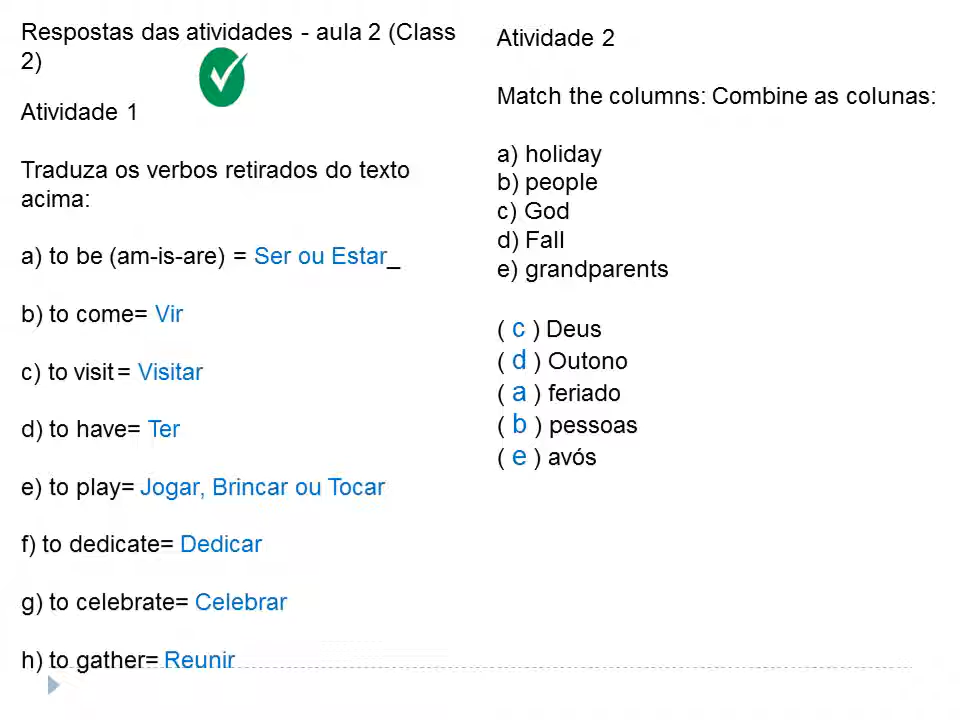 Respostas das atividades - aula 2 (Class
2)
Atividade 1
Traduza os verbos retirados do texto
acima:
a) to be (am-is-are) = Ser ou Estar_
b) to come= Vir
c) to visit= Visitar
d) to have= Ter
e) to play= Jogar, Brincar ou Tocar
f) to dedicate= Dedicar
g) to celebrate= Celebrar
h) to gather= Reunir
Atividade 2
Match the columns: Combine as colunas:
a) holiday
b) people
c) God
d) Fall
e) grandparents
( c ) Deus
( d ) Outono
( a ) feriado
( b ) pessoas
( e ) avós